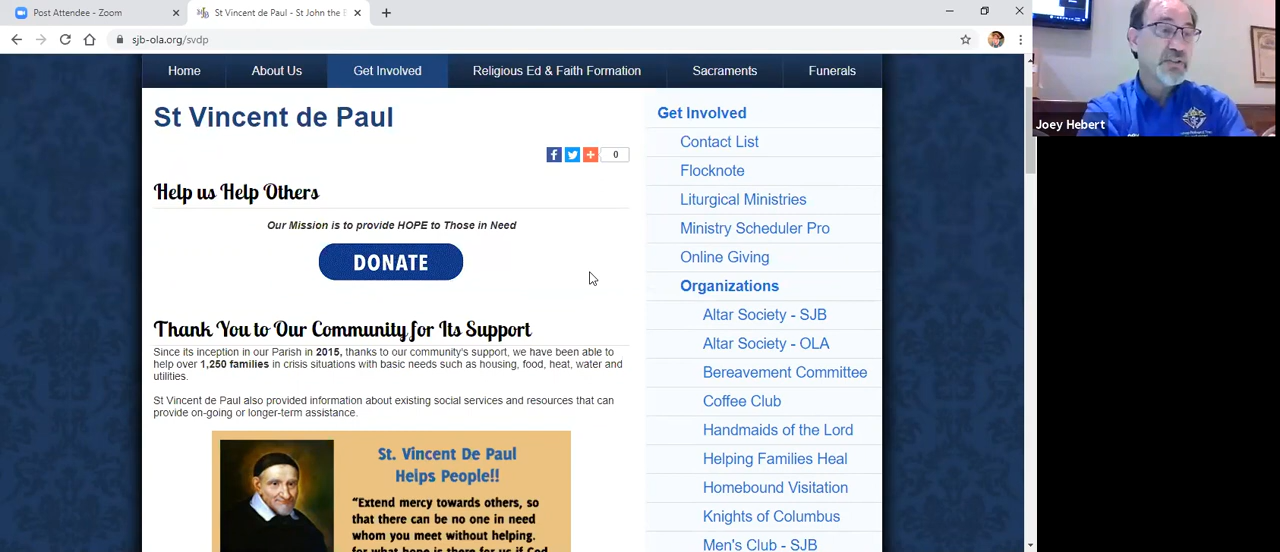 Post Attendee - Zoom
St Vincent de Paul - St John the B
sjb-ola.org/svdp
Home
About Us
Get Involved
Religious Ed & Faith Formation
Sacraments
Funerals
St Vincent de Paul
0
Help us Help Others
Our Mission is to provide HOPE to Those in Need
DONATE
Thank You to Our Community for Its Support
Since its inception in our Parish in 2015, thanks to our community's support, we have been able to
help over 1,250 families in crisis situations with basic needs such as housing, food, heat, water and
utilities.
St Vincent de Paul also provided information about existing social services and resources that can
provide on-going or longer-term assistance.
St. Vincent De Paul
Helps People!!
"Extend mercy towards others, so
that there can be no one in need
whom you meet without helping.
for what hope is there for us if God
Get Involved
Contact List
Flocknote
Liturgical Ministries
Ministry Scheduler Pro
Online Giving
Organizations
Altar Society - SJB
Altar Society - OLA
Bereavement Committee
Coffee Club
Handmaids of the Lord
Helping Families Heal
Homebound Visitation
Knights of Columbus
Men's Club - SJB
Joey Hebert